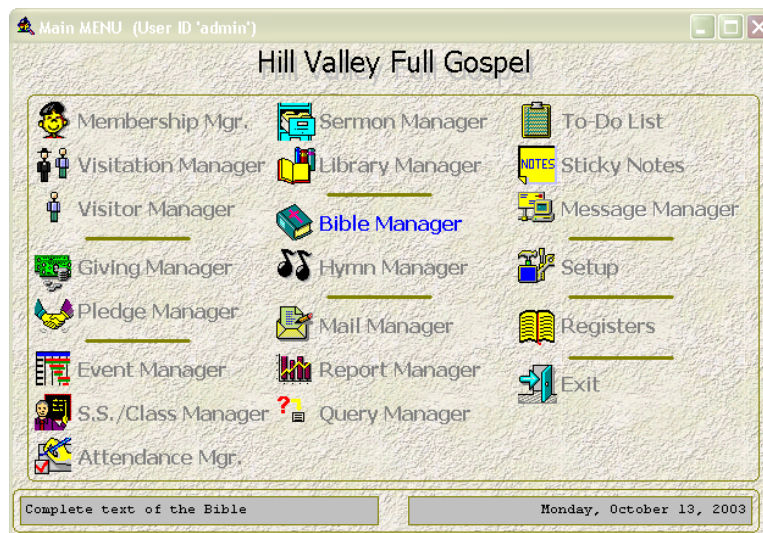 Main MENU (User ID 'admin')
Hill Valley Full Gospel
Membership Mgr.
Visitation Manager
Visitor Manager
Giving Manager
Pledge Manager
Event Manager
S.S./Class Manager
Attendance Mgr.
Sermon Manager
Library Manager
Bible Manager
Hymn Manager
Mail Manager
Report Manager
Query Manager
To-Do List
NOTES Sticky Notes
Message Manager
Setup
Registers
Exit
Complete text of the Bible
Monday, October 13, 2003